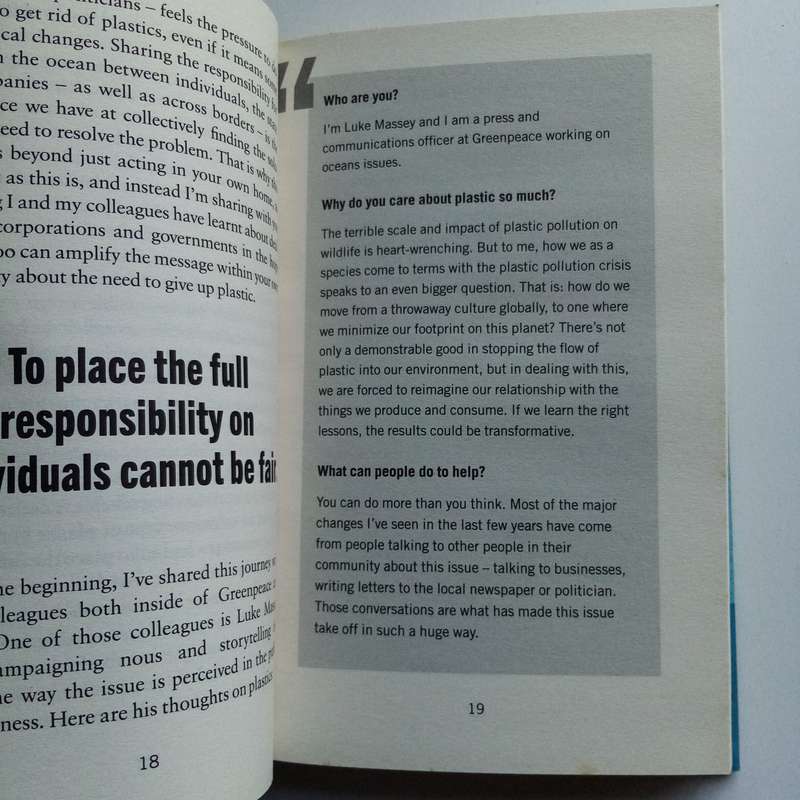 – feels the pressure to
o get rid of plastics, even if it means
cal changes. Sharing the responsibility
the ocean between individuals, the
panies – as well as across borders – is
ce we have at collectively finding the
eed to resolve the problem. That is why
s beyond just acting in your own home,
as this is, and instead I'm sharing with you
g I and my colleagues have learnt about
corporations and governments in the
oo can amplify the message within your
ty about the need to give up plastic.
To place the full
responsibility on
viduals cannot be fair
ne beginning, I've shared this journey
lleagues both inside of Greenpeace
One of those colleagues is Luke
ampaigning nous and storytelling
ne way the issue is perceived in the
ness. Here are his thoughts on plastics
18
“
Who are you?
I'm Luke Massey and I am a press and
communications officer at Greenpeace working on
oceans issues.
Why do you care about plastic so much?
The terrible scale and impact of plastic pollution on
wildlife is heart-wrenching. But to me, how we as a
species come to terms with the plastic pollution crisis
speaks to an even bigger question. That is: how do we
move from a throwaway culture globally, to one where
we minimize our footprint on this planet? There's not
only a demonstrable good in stopping the flow of
plastic into our environment, but in dealing with this,
we are forced to reimagine our relationship with the
things we produce and consume. If we learn the right
lessons, the results could be transformative.
What can people do to help?
You can do more than you think. Most of the major
changes I've seen in the last few years have come
from people talking to other people in their
community about this issue – talking to businesses,
writing letters to the local newspaper or politician.
Those conversations are what has made this issue
take off in such a huge way.
19